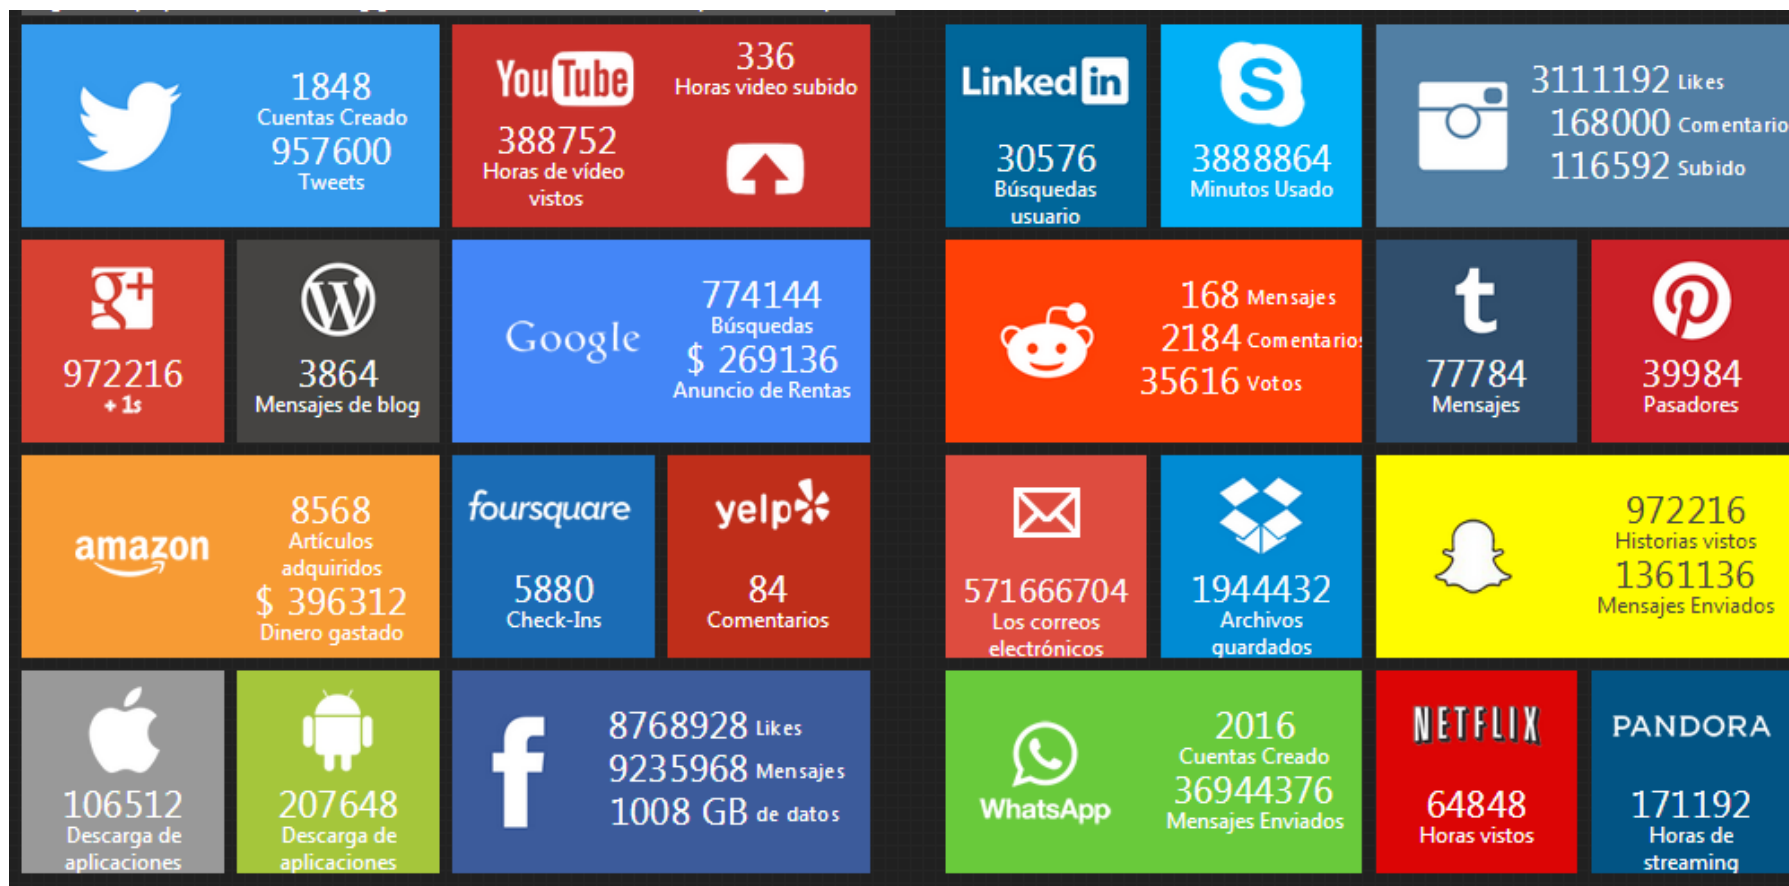 1848
Cuentas Creado
957600
Tweets
YouTube
388752
Horas de vídeo
vistos
336
Horas video subido
Linked in
30576
Búsquedas
usuario
S
3888864
Minutos Usado
3111192 Likes
168000 Comentario
116592 Subido
g+
972216
+ 1s
W
3864
Mensajes de blog
Google
774144
Búsquedas
$ 269136
Anuncio de Rentas
168 Mensajes
2184 Comentarios
35616 Votos
t
77784
Mensajes
P
39984
Pasadores
amazon
8568
Artículos
adquiridos
$ 396312
Dinero gastado
foursquare
5880
Check-Ins
yelp
84
Comentarios
571666704
Los correos
electrónicos
1944432
Archivos
guardados
972216
Historias vistos
1361136
Mensajes Enviados
106512
Descarga de
aplicaciones
207648
Descarga de
aplicaciones
f
8768928 Likes
9235968 Mensajes
1008 GB de datos
WhatsApp
2016
Cuentas Creado
36944376
Mensajes Enviados
NETFLIX
64848
Horas vistos
PANDORA
171192
Horas de
streaming